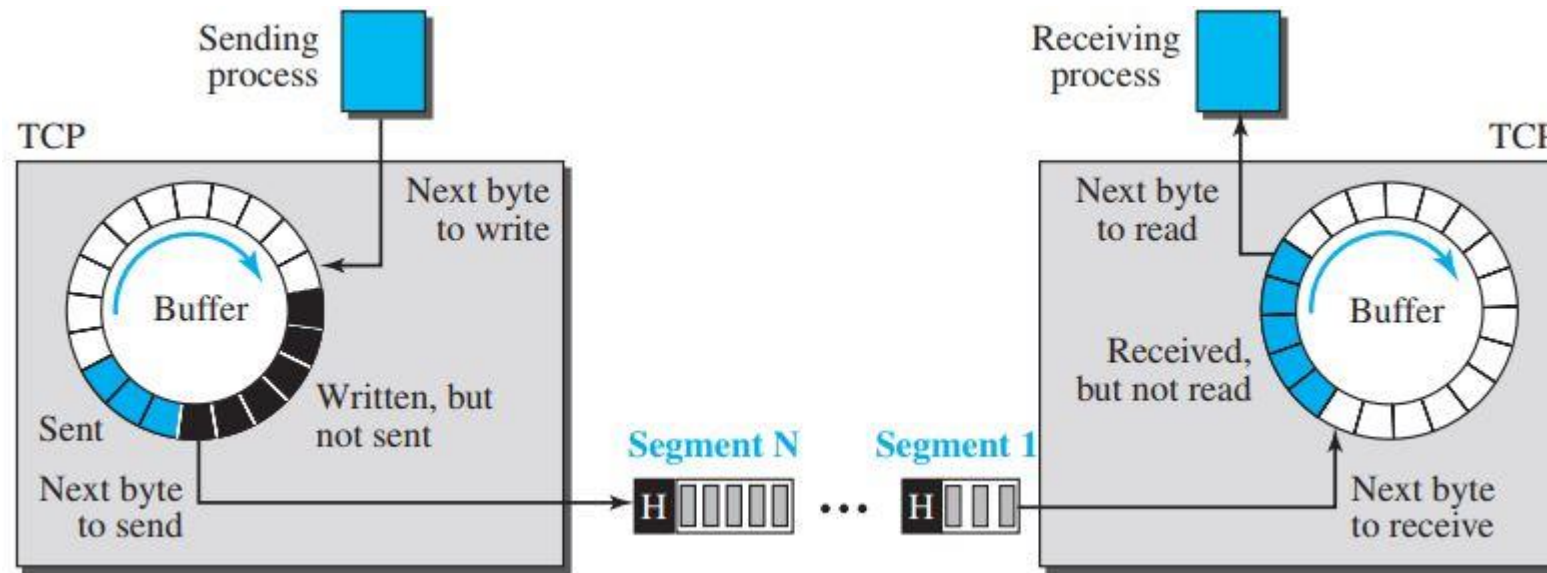 Sending
process
Receiving
process
TCP
TCP
Next byte
to write
Next byte
to read
Buffer
Buffer
Received,
but not read
Written, but
not sent
Sent
Segment N
Segment 1
Next byte
to send
H
...
H
Next byte
to receive